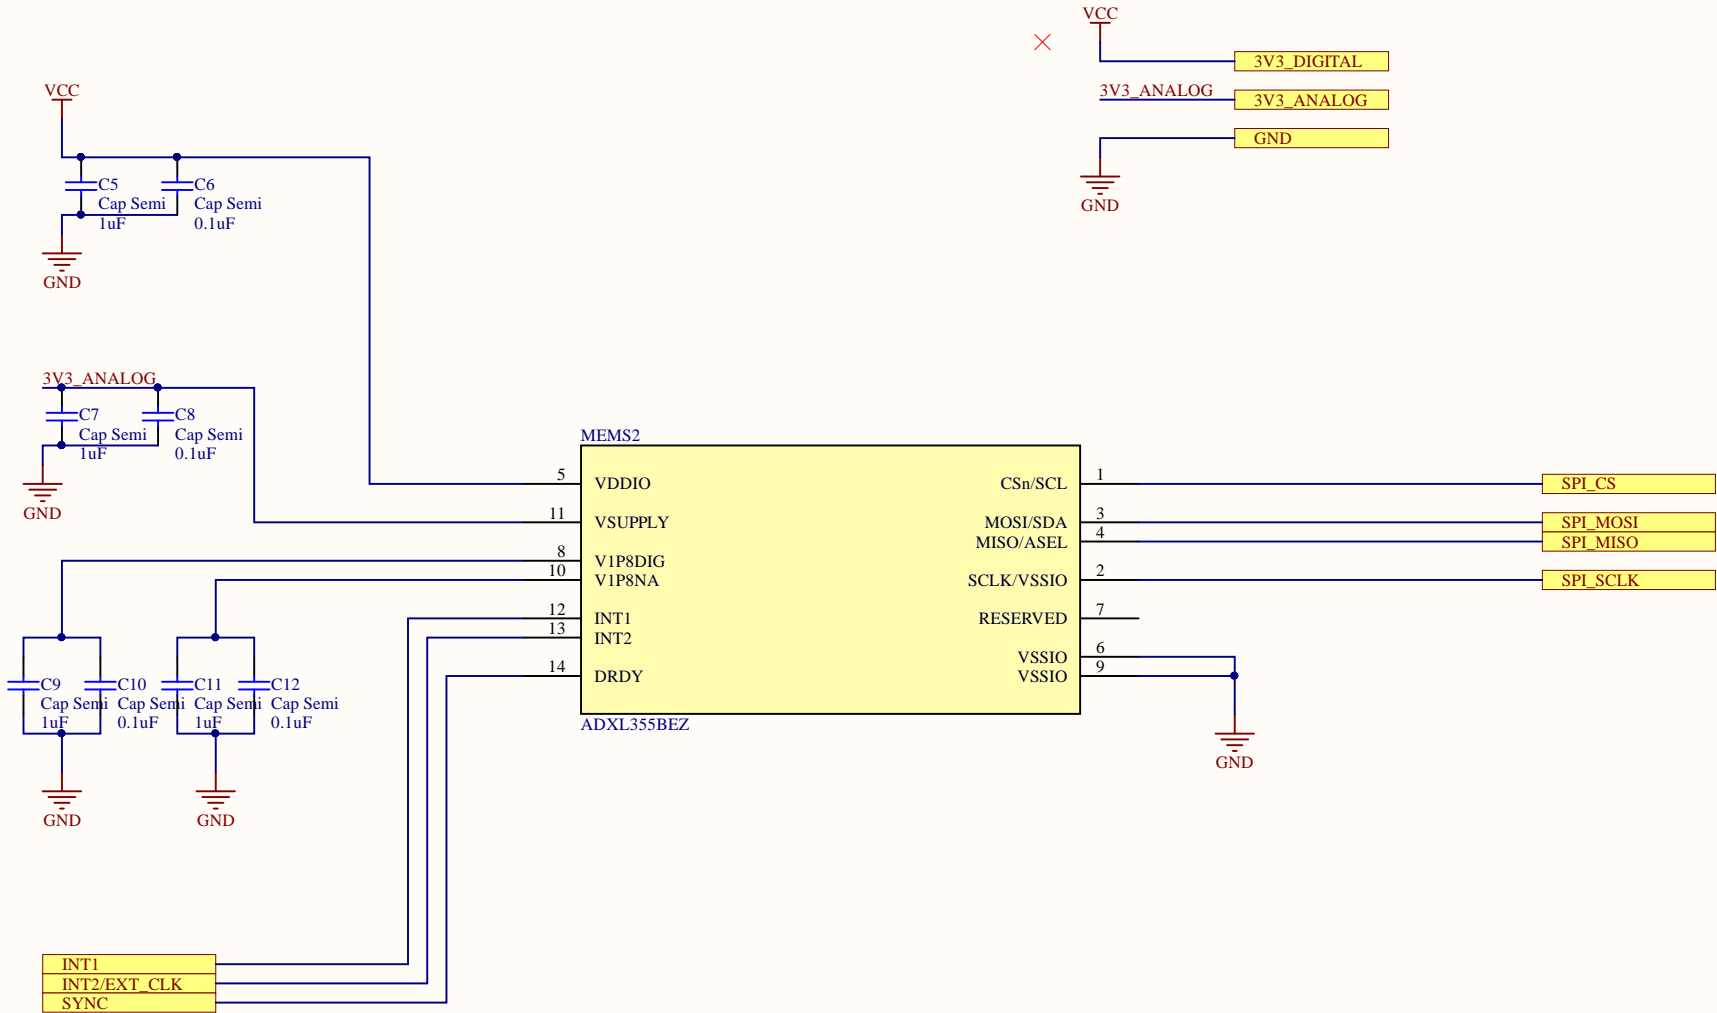 VCC
3V3_DIGITAL
3V3_ANALOG
3V3_ANALOG
GND
GND
VCC
C5
Cap Semi
1uF
C6
Cap Semi
0.1uF
GND
3V3_ANALOG
C7
Cap Semi
1uF
C8
Cap Semi
0.1uF
GND
MEMS2
5
VDDIO
11
VSUPPLY
8
V1P8DIG
10
V1P8NA
12
INT1
13
INT2
14
DRDY
CSn/SCL
1
SPI_CS
MOSI/SDA
3
SPI_MOSI
MISO/ASEL
4
SPI_MISO
SCLK/VSSIO
2
SPI_SCLK
RESERVED
7
VSSIO
6
VSSIO
9
GND
ADXL355BEZ
C9
Cap Semi
1uF
C10
Cap Semi
0.1uF
C11
Cap Semi
1uF
C12
Cap Semi
0.1uF
GND
GND
INT1
INT2/EXT_CLK
SYNC